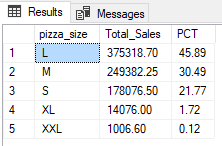 Results Messages
pizza_size Total_Sales PCT
1 L 375318.70 45.89
2 M 249382.25 30.49
3 S 178076.50 21.77
4 XL 14076.00 1.72
5 XXL 1006.60 0.12